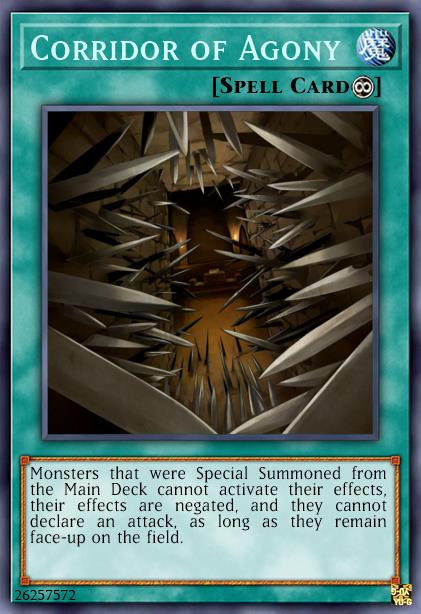 CORRIDOR OF AGONY 魔
[SPELL CARD]
Monsters that were Special Summoned from
the Main Deck cannot activate their effects,
their effects are negated, and they cannot
declare an attack, as long as they remain
face-up on the field.
26257572